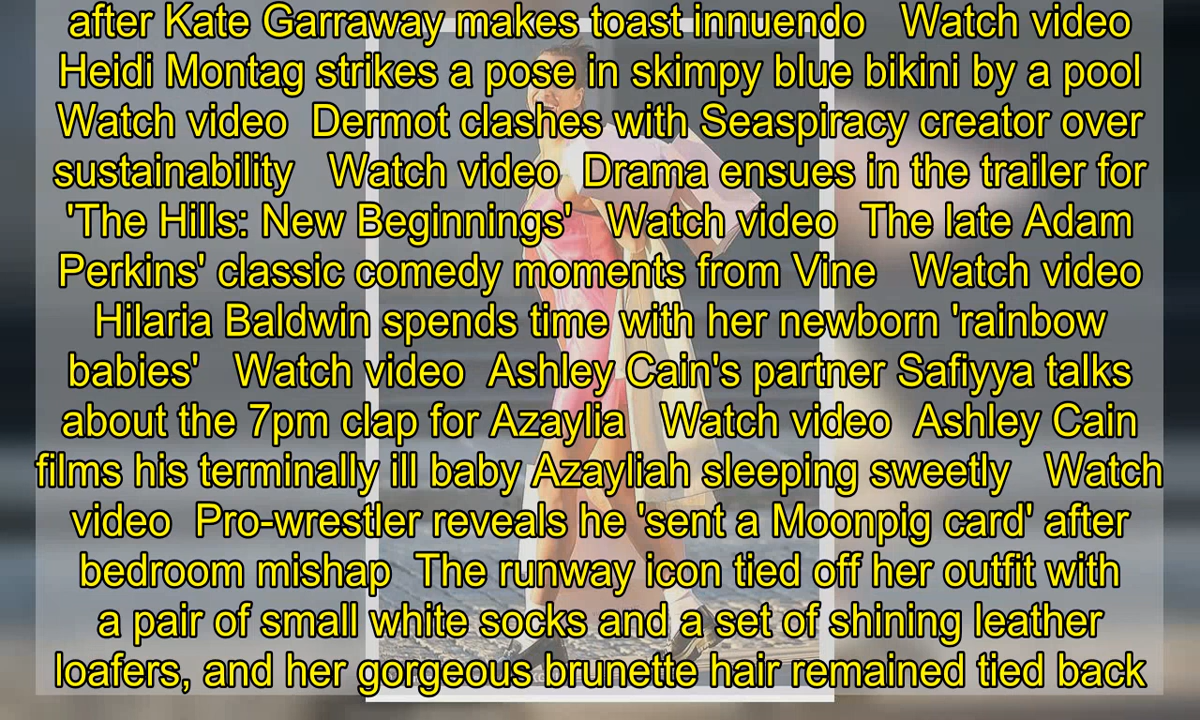 after Kate Garraway makes toast innuendo Watch video
Heidi Montag strikes a pose in skimpy blue bikini by a pool
Watch video Dermot clashes with Seaspiracy creator over
sustainability Watch video Drama ensues in the trailer for
'The Hills: New Beginnings' Watch video The late Adam
Perkins' classic comedy moments from Vine Watch video
Hilaria Baldwin spends time with her newborn 'rainbow
babies' Watch video Ashley Cain's partner Safiyya talks
about the 7pm clap for Azaylia Watch video Ashley Cain
films his terminally ill baby Azayliah sleeping sweetly Watch
video Pro-wrestler reveals he 'sent a Moonpig card' after
bedroom mishap The runway icon tied off her outfit with
a pair of small white socks and a set of shining leather
loafers, and her gorgeous brunette hair remained tied back